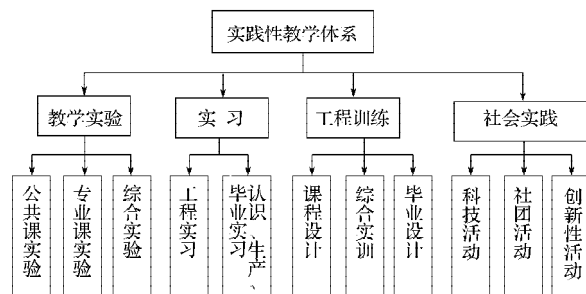 实践性教学体系
教学实验
实 习
工程训练
社会实践
公共课实验
专业课实验
综合实验
工程实习
认识、生产、
毕业实习
课程设计
综合实训
毕业设计
科技活动
社团活动
创新性活动